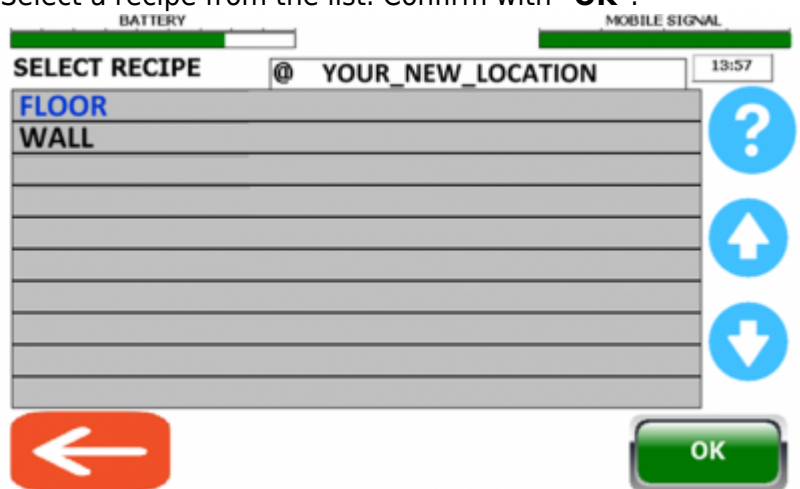 Select a recipe from the list. Confirm with "OK".
BATTERY MOBILE SIGNAL
SELECT RECIPE @ YOUR_NEW_LOCATION 13:57
FLOOR
WALL
?
OK